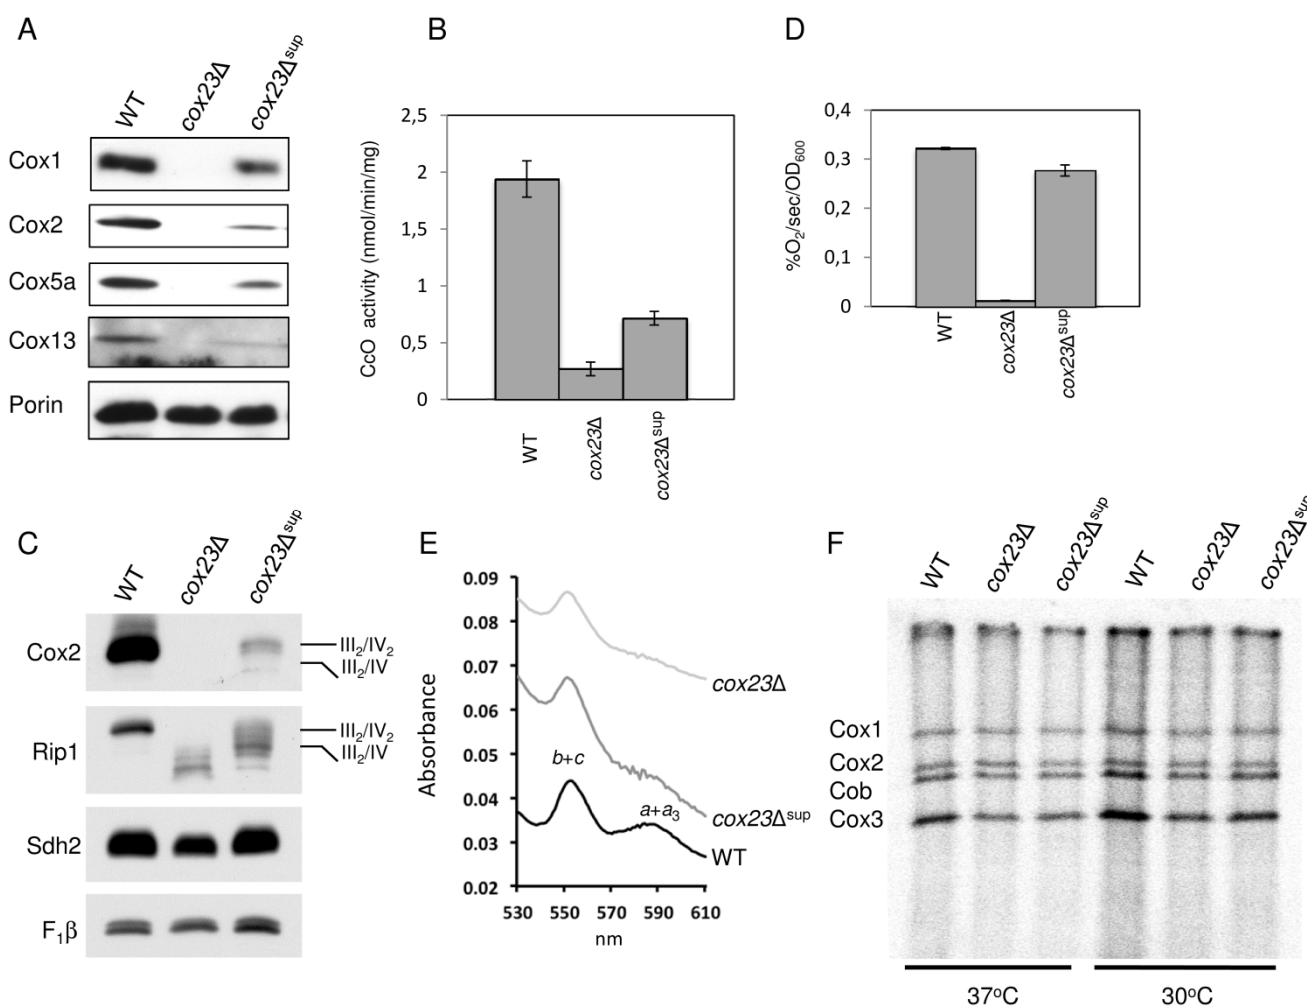 A
WT
cox23Δ
cox23Δsup
Cox1
Cox2
Cox5a
Cox13
Porin
B
CcO activity (nmol/min/mg)
2,5
2
1,5
1
0,5
0
WT
cox23Δ
cox23Δsup
D
%O2/sec/OD600
0,4
0,3
0,2
0,1
0
WT
cox23Δ
cox23Δsup
C
WT
cox23Δ
cox23Δsup
Cox2
III2/IV2
III2/IV
Rip1
III2/IV2
III2/IV
Sdh2
F1β
E
Absorbance
0.09
0.08
0.07
0.06
0.05
0.04
0.03
0.02
530 550 570 590 610
nm
b+c
a+a3
cox23Δ
cox23Δsup
WT
F
WT
cox23Δ
cox23Δsup
WT
cox23Δ
cox23Δsup
Cox1
Cox2
Cob
Cox3
37oC
30oC